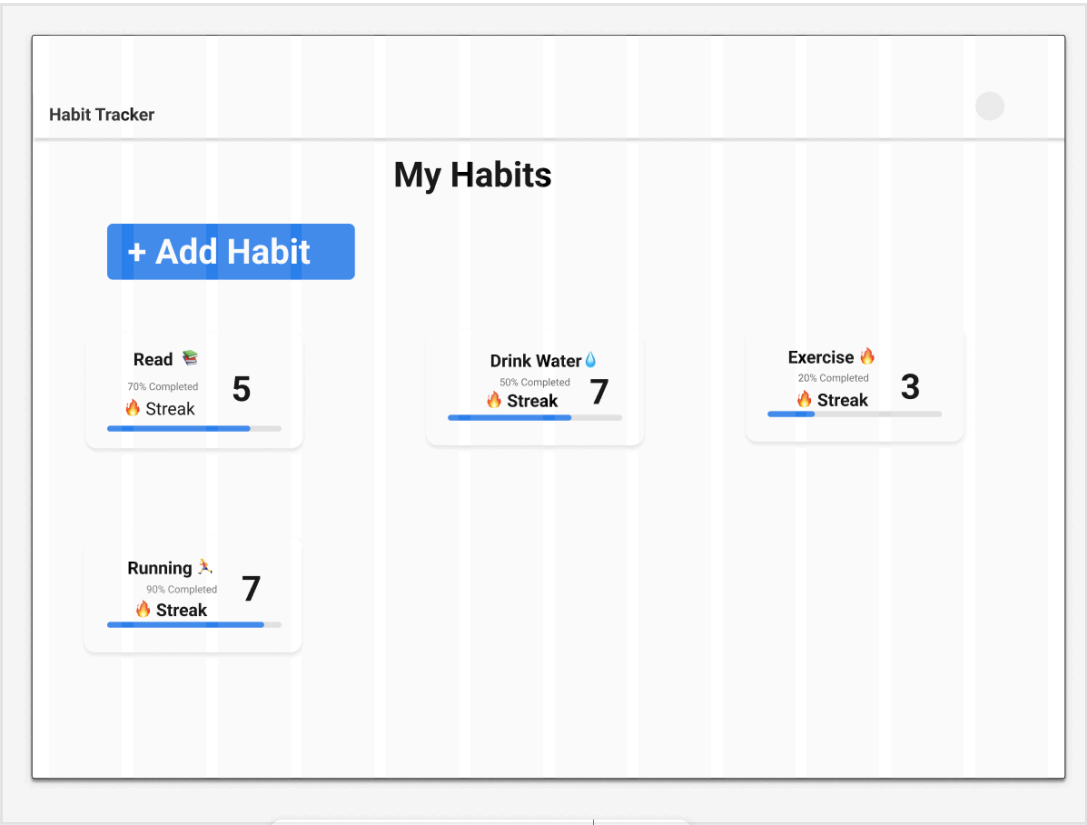 Habit Tracker
My Habits
+ Add Habit
Read 📚
70% Completed
🔥 Streak
5
Drink Water💧
50% Completed
🔥 Streak
7
Exercise 🔥
20% Completed
🔥 Streak
3
Running 🏃‍♀️
90% Completed
🔥 Streak
7